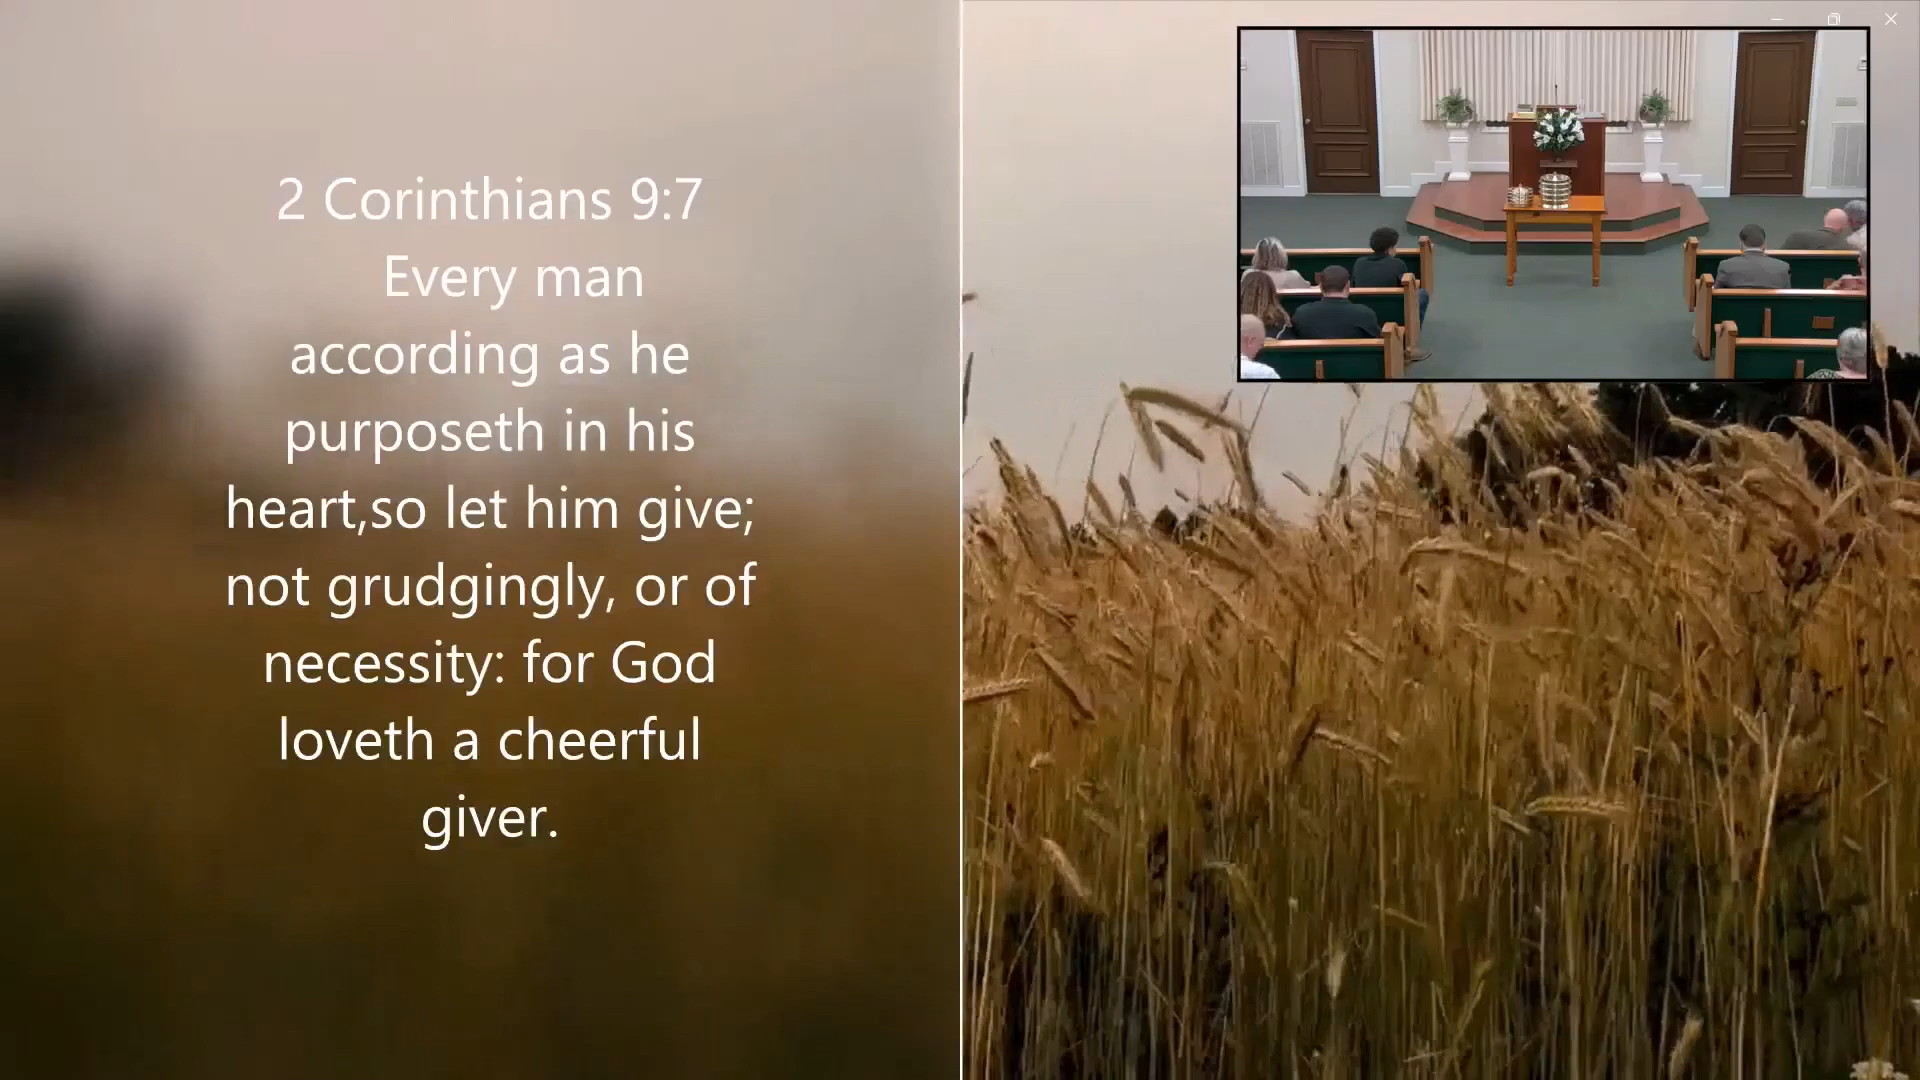 2 Corinthians 9:7
Every man
according as he
purposeth in his
heart,so let him give;
not grudgingly, or of
necessity: for God
loveth a cheerful
giver.